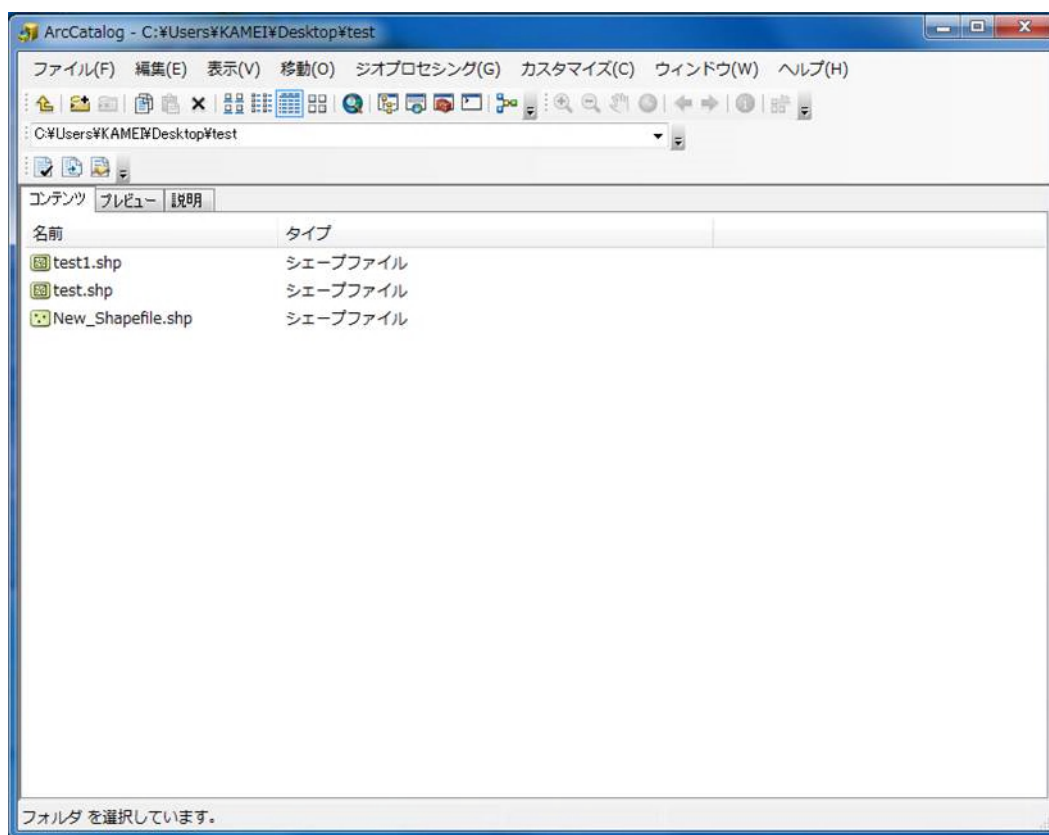 ArcCatalog - C:¥Users¥KAMEI¥Desktop¥test
ファイル(F) 編集(E) 表示(V) 移動(O) ジオプロセシング(G) カスタマイズ(C) ウィンドウ(W) ヘルプ(H)
C:¥Users¥KAMEI¥Desktop¥test
コンテンツ プレビュー 説明
名前 タイプ
test1.shp シェープファイル
test.shp シェープファイル
New_Shapefile.shp シェープファイル
フォルダ を選択しています。